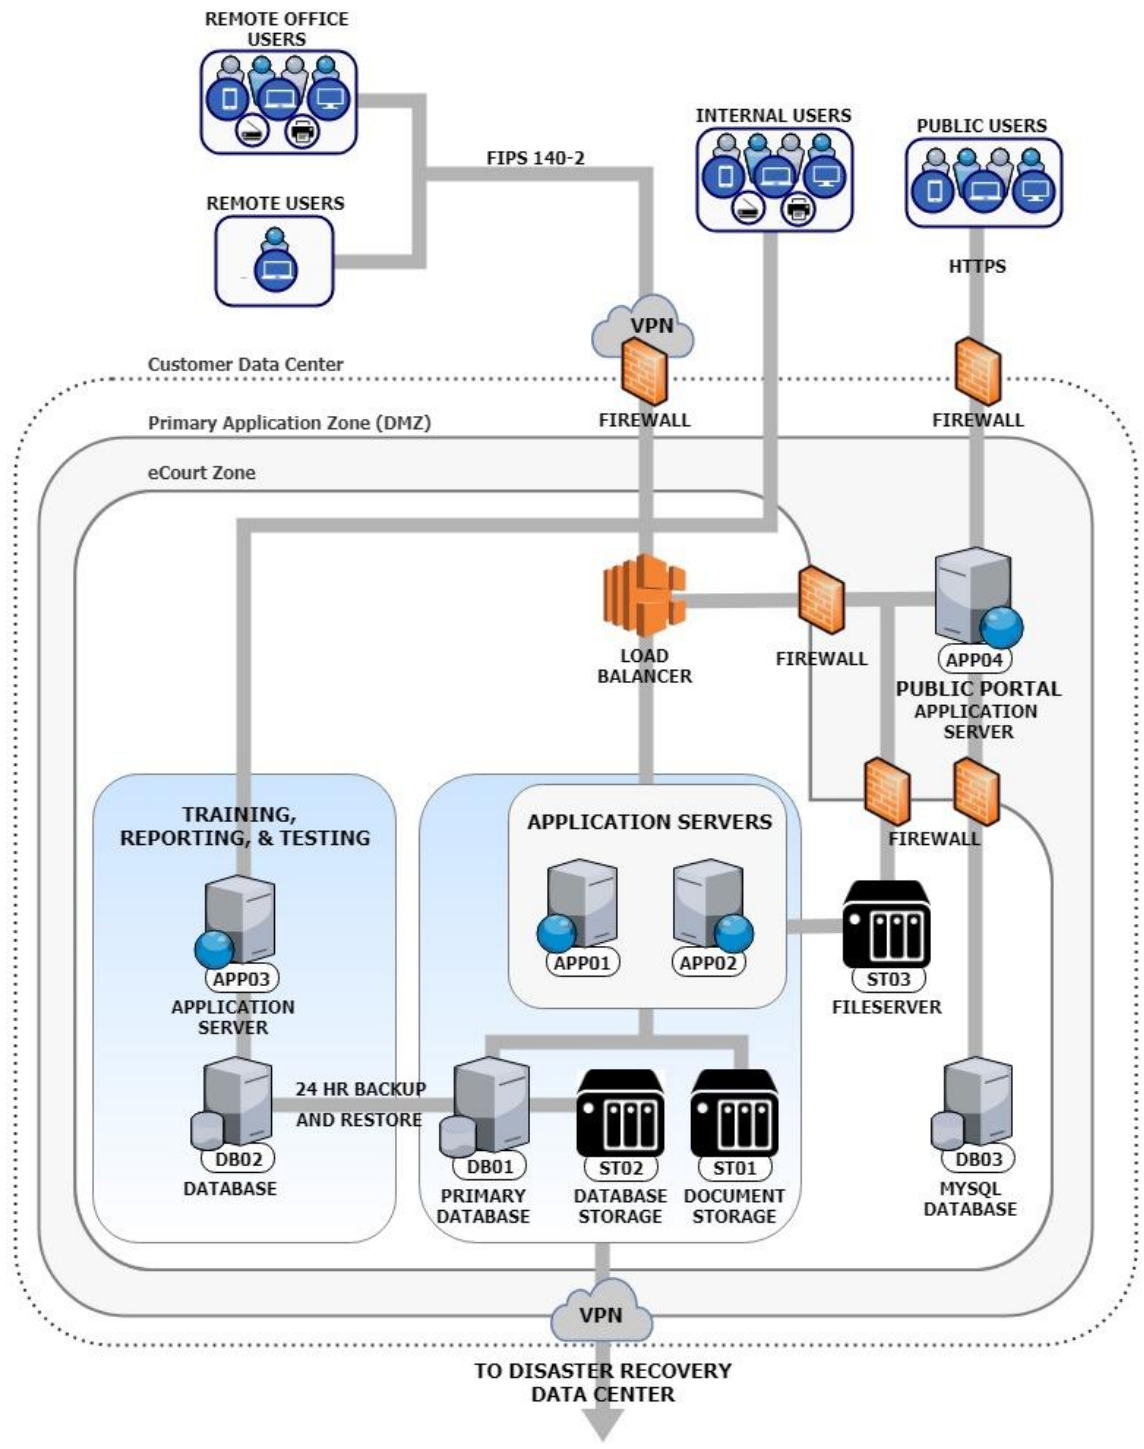 REMOTE OFFICE
USERS
INTERNAL USERS
PUBLIC USERS
FIPS 140-2
REMOTE USERS
HTTPS
VPN
Customer Data Center
FIREWALL
FIREWALL
Primary Application Zone (DMZ)
eCourt Zone
LOAD
BALANCER
FIREWALL
APP04
PUBLIC PORTAL
APPLICATION
SERVER
TRAINING,
REPORTING, & TESTING
APPLICATION SERVERS
FIREWALL
APP01
APP02
APP03
APPLICATION
SERVER
ST03
FILESERVER
24 HR BACKUP
AND RESTORE
DB02
DATABASE
DB01
PRIMARY
DATABASE
ST02
DATABASE
STORAGE
ST01
DOCUMENT
STORAGE
DB03
MYSQL
DATABASE
VPN
TO DISASTER RECOVERY
DATA CENTER